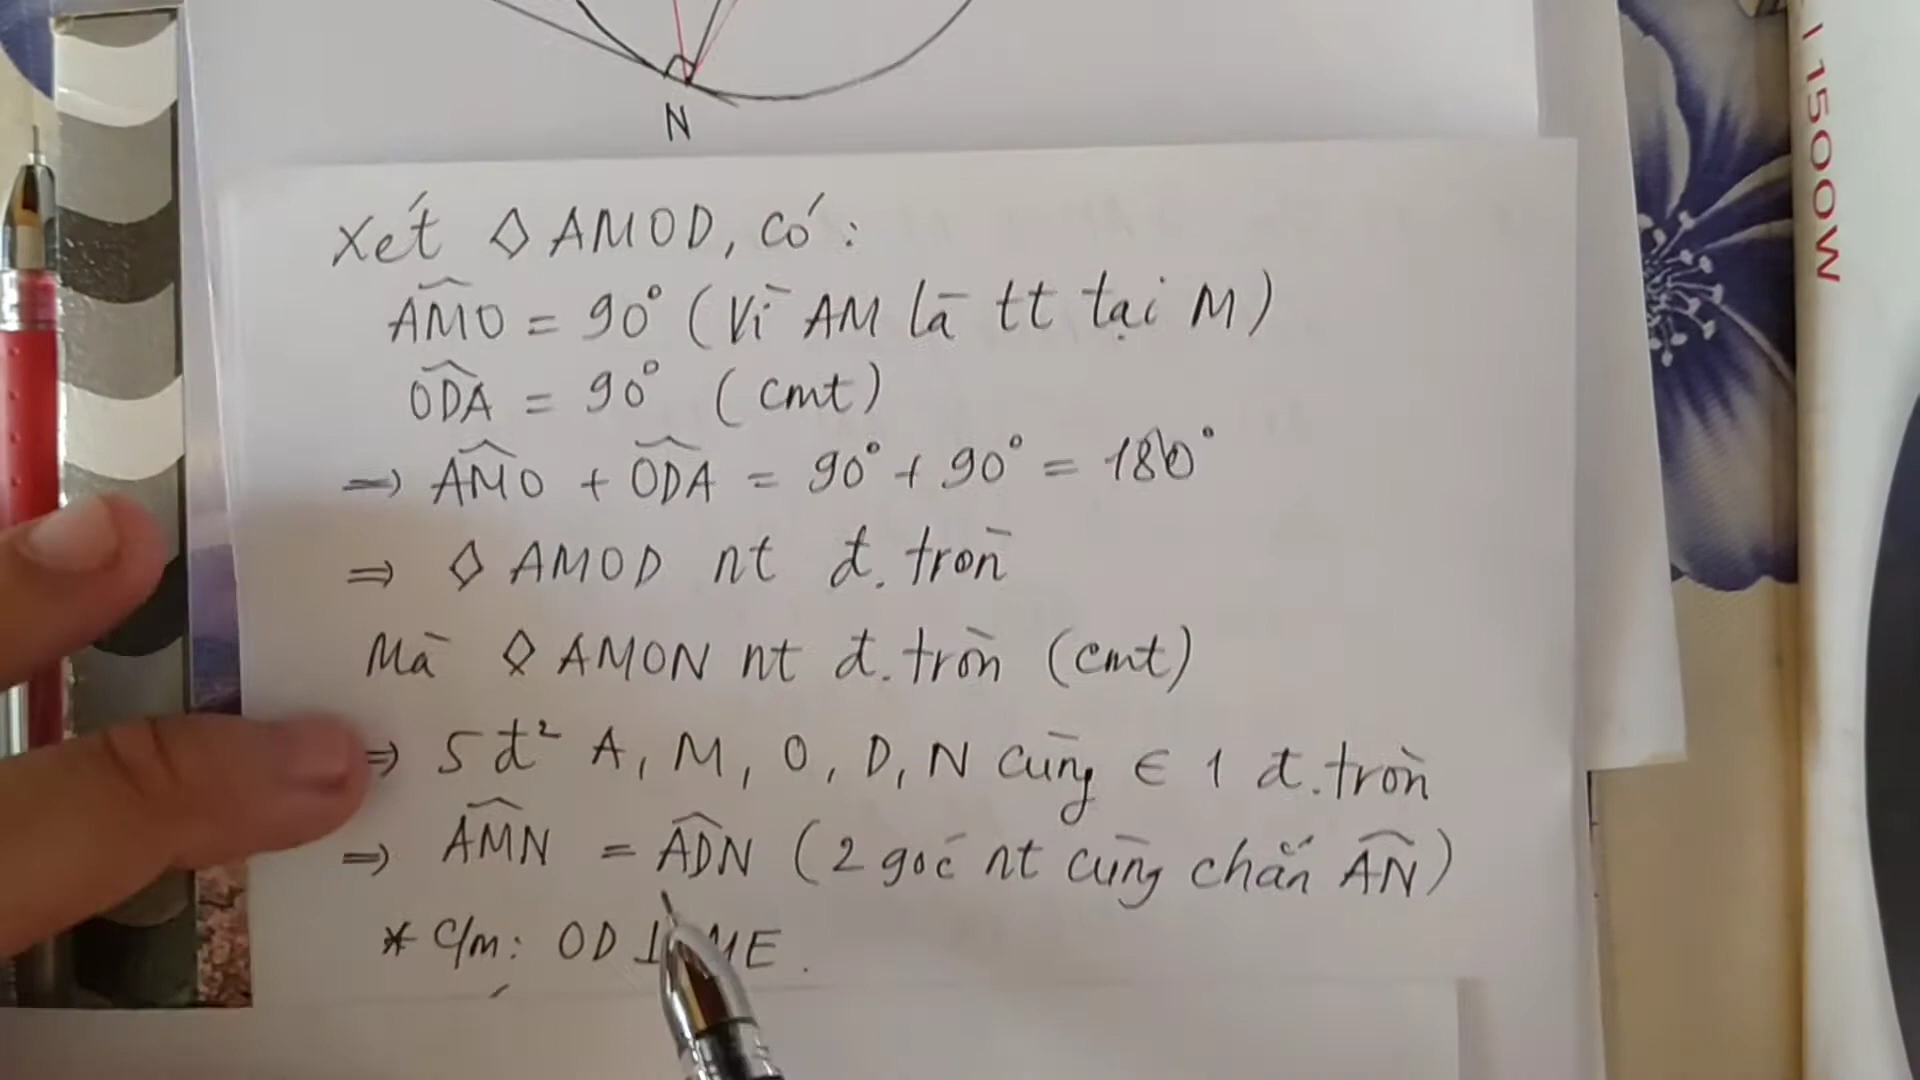 N
Xét ◊ AMOD, có:
AMO = 90° (Vì AM là tt tại M)
ODA = 90° (cmt)
⇒ AMO + ODA = 90° + 90° = 180°
⇒ ◊ AMOD nt đ.tròn
Mà ◊ AMON nt đ.tròn (cmt)
⇒ 5 đ² A, M, O, D, N cùng ∈ 1 đ.tròn
⇒ AMN = ADN (2 góc nt cùng chắn AN)
* C/m: OD ⊥ ME.
1500W